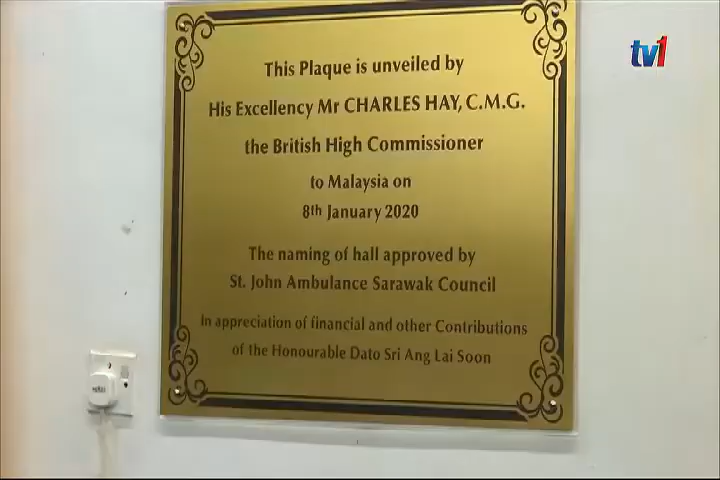 tv1
This Plaque is unveiled by
His Excellency Mr CHARLES HAY, C.M.G.
the British High Commissioner
to Malaysia on
8th January 2020
The naming of hall approved by
St. John Ambulance Sarawak Council
In appreciation of financial and other Contributions
of the Honourable Dato Sri Ang Lai Soon